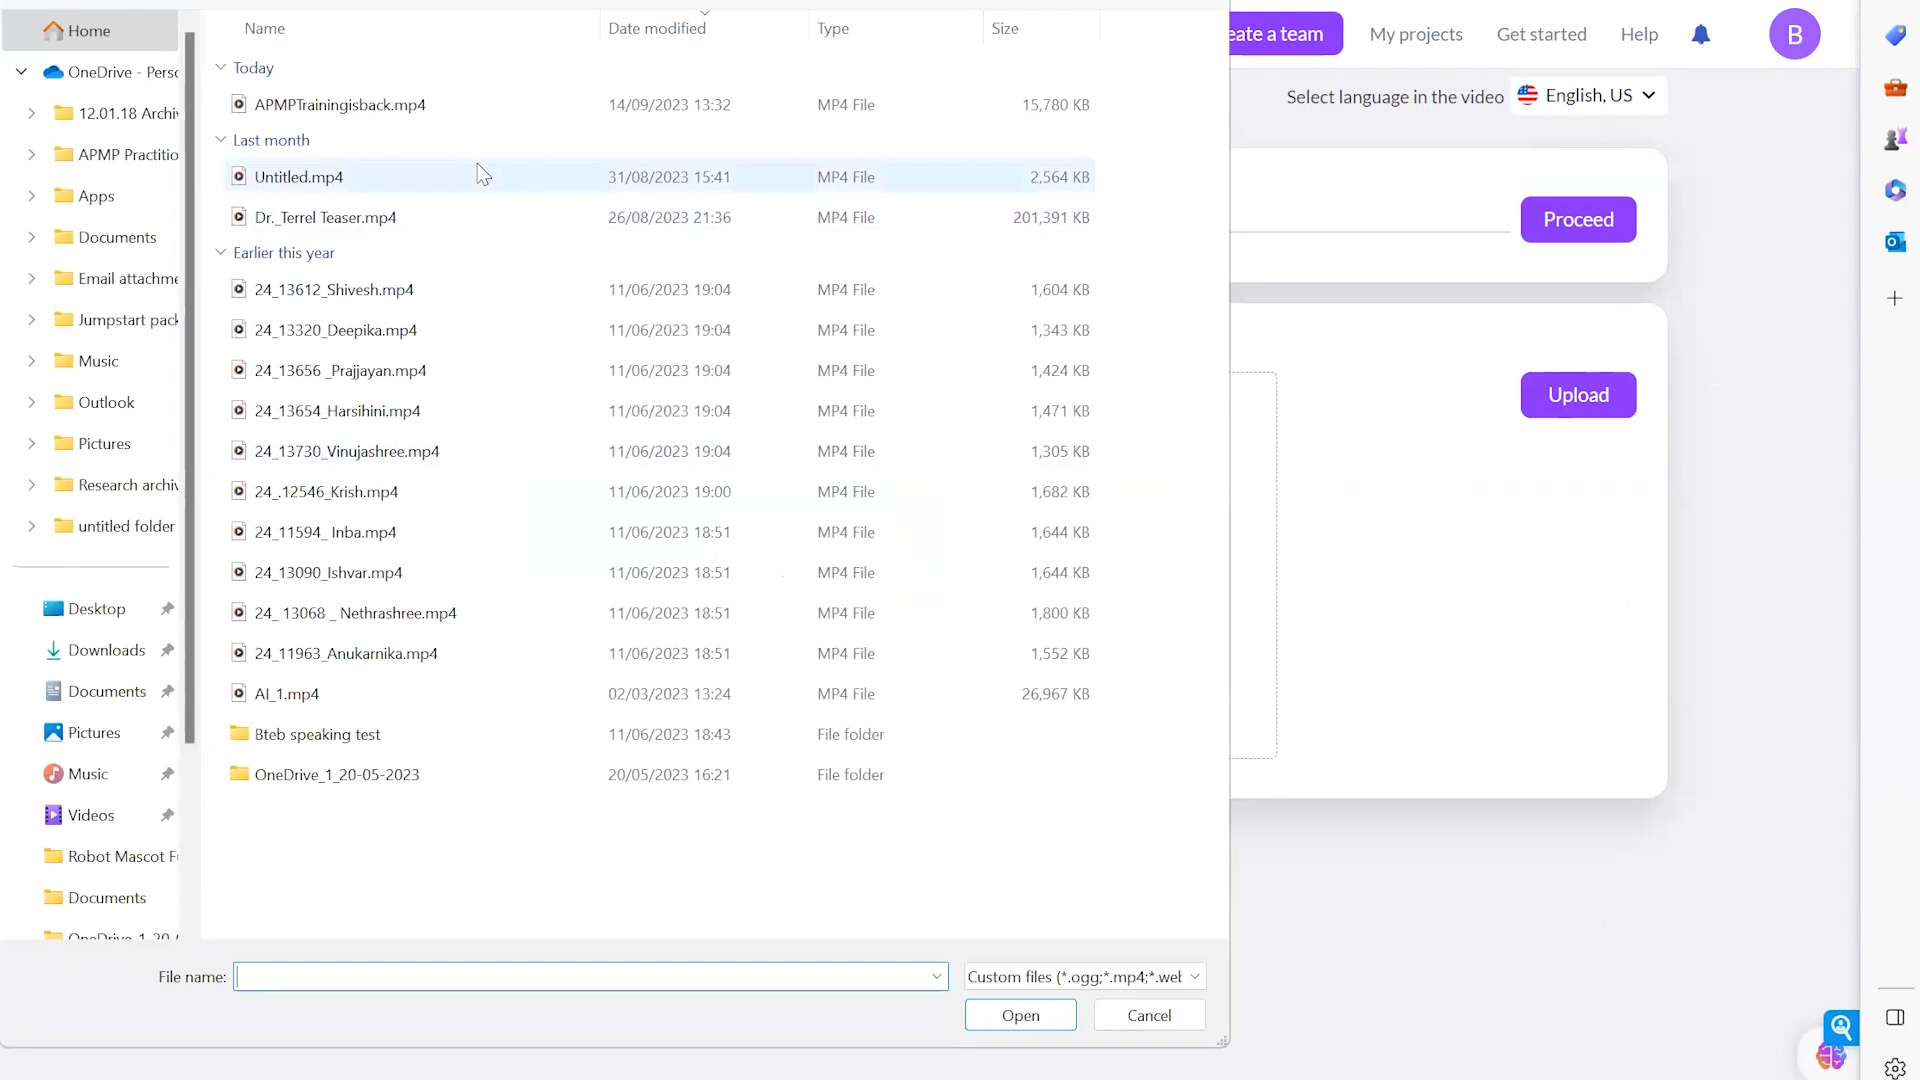 Name Date modified Type Size
Home
OneDrive - Perso
12.01.18 Archiv
APMP Practitio
Apps
Documents
Email attachme
Jumpstart pack
Music
Outlook
Pictures
Research archiv
untitled folder
Desktop
Downloads
Documents
Pictures
Music
Videos
Robot Mascot F
Documents
OneDrive_1_20-
Today
APMPTrainingisback.mp4 14/09/2023 13:32 MP4 File 15,780 KB
Last month
Untitled.mp4 31/08/2023 15:41 MP4 File 2,564 KB
Dr._Terrel Teaser.mp4 26/08/2023 21:36 MP4 File 201,391 KB
Earlier this year
24_13612_Shivesh.mp4 11/06/2023 19:04 MP4 File 1,604 KB
24_13320_Deepika.mp4 11/06/2023 19:04 MP4 File 1,343 KB
24_13656 _Prajjayan.mp4 11/06/2023 19:04 MP4 File 1,424 KB
24_13654_Harsihini.mp4 11/06/2023 19:04 MP4 File 1,471 KB
24_13730_Vinujashree.mp4 11/06/2023 19:04 MP4 File 1,305 KB
24_.12546_Krish.mp4 11/06/2023 19:00 MP4 File 1,682 KB
24_11594_ Inba.mp4 11/06/2023 18:51 MP4 File 1,644 KB
24_13090_Ishvar.mp4 11/06/2023 18:51 MP4 File 1,644 KB
24_ 13068 _ Nethrashree.mp4 11/06/2023 18:51 MP4 File 1,800 KB
24_11963_Anukarnika.mp4 11/06/2023 18:51 MP4 File 1,552 KB
AI_1.mp4 02/03/2023 13:24 MP4 File 26,967 KB
Bteb speaking test 11/06/2023 18:43 File folder
OneDrive_1_20-05-2023 20/05/2023 16:21 File folder
File name: Custom files (*.ogg;*.mp4;*.we
Open Cancel
eate a team My projects Get started Help B
Select language in the video English, US
Proceed
Upload